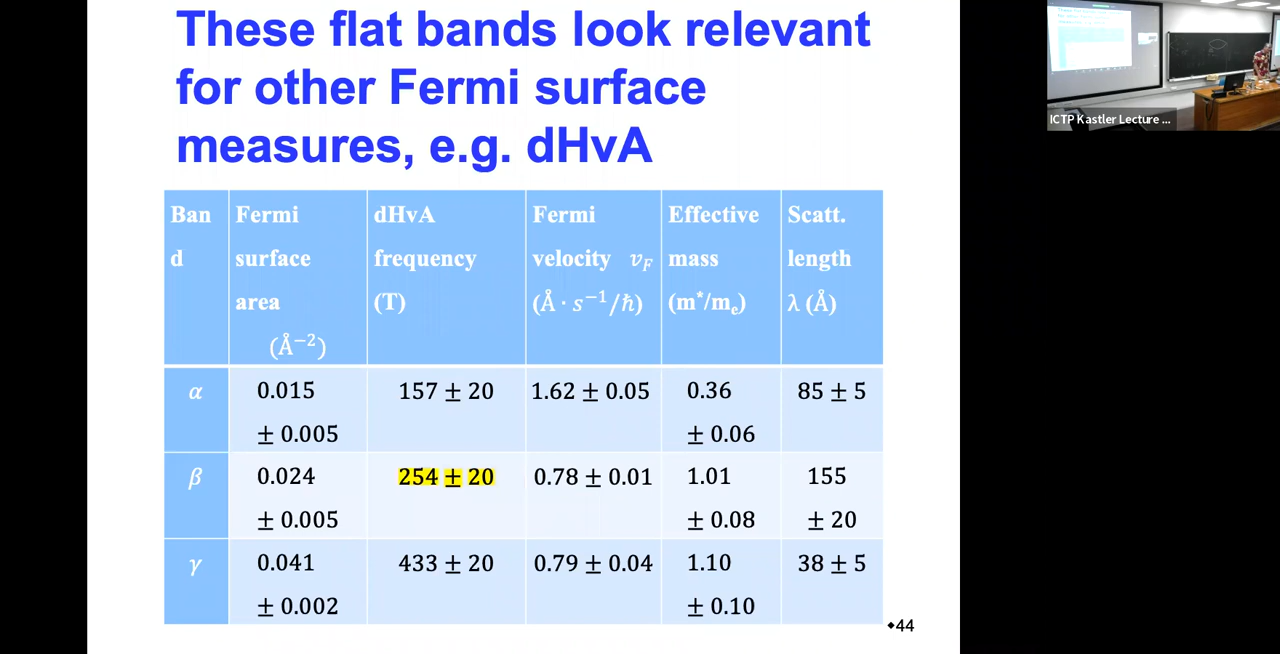 These flat bands look relevant
for other Fermi surface
measures, e.g. dHvA
Ban
d
Fermi
surface
area
(Å⁻²)
dHvA
frequency
(T)
Fermi
velocity v_F
(Å · s⁻¹/ħ)
Effective
mass
(m*/mₑ)
Scatt.
length
λ (Å)
α
0.015
± 0.005
157 ± 20
1.62 ± 0.05
0.36
± 0.06
85 ± 5
β
0.024
± 0.005
254 ± 20
0.78 ± 0.01
1.01
± 0.08
155
± 20
γ
0.041
± 0.002
433 ± 20
0.79 ± 0.04
1.10
± 0.10
38 ± 5
◆44
ICTP Kastler Lecture ...